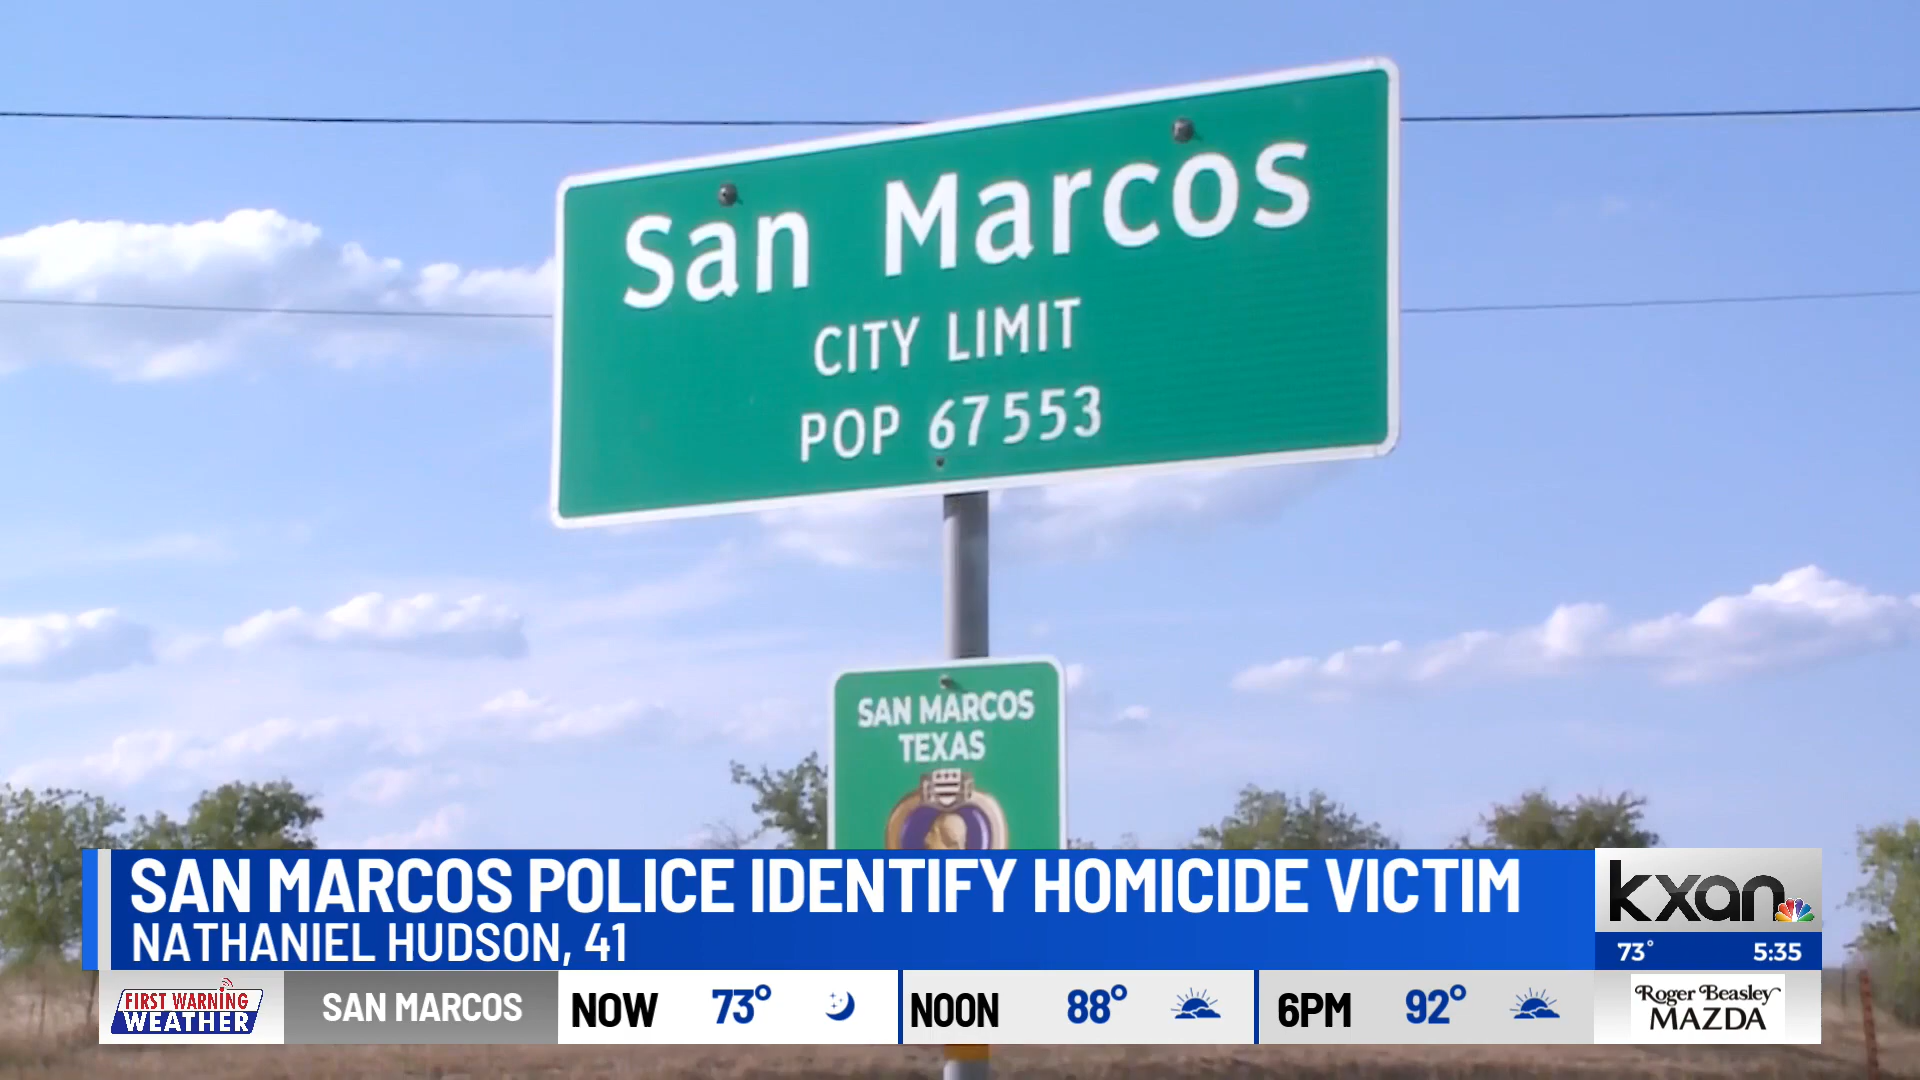 San Marcos
CITY LIMIT
POP 67553
SAN MARCOS
TEXAS
SAN MARCOS POLICE IDENTIFY HOMICIDE VICTIM
NATHANIEL HUDSON, 41
kxan
73° 5:35
FIRST WARNING
WEATHER
SAN MARCOS NOW 73° NOON 88° 6PM 92°
Roger Beasley
MAZDA